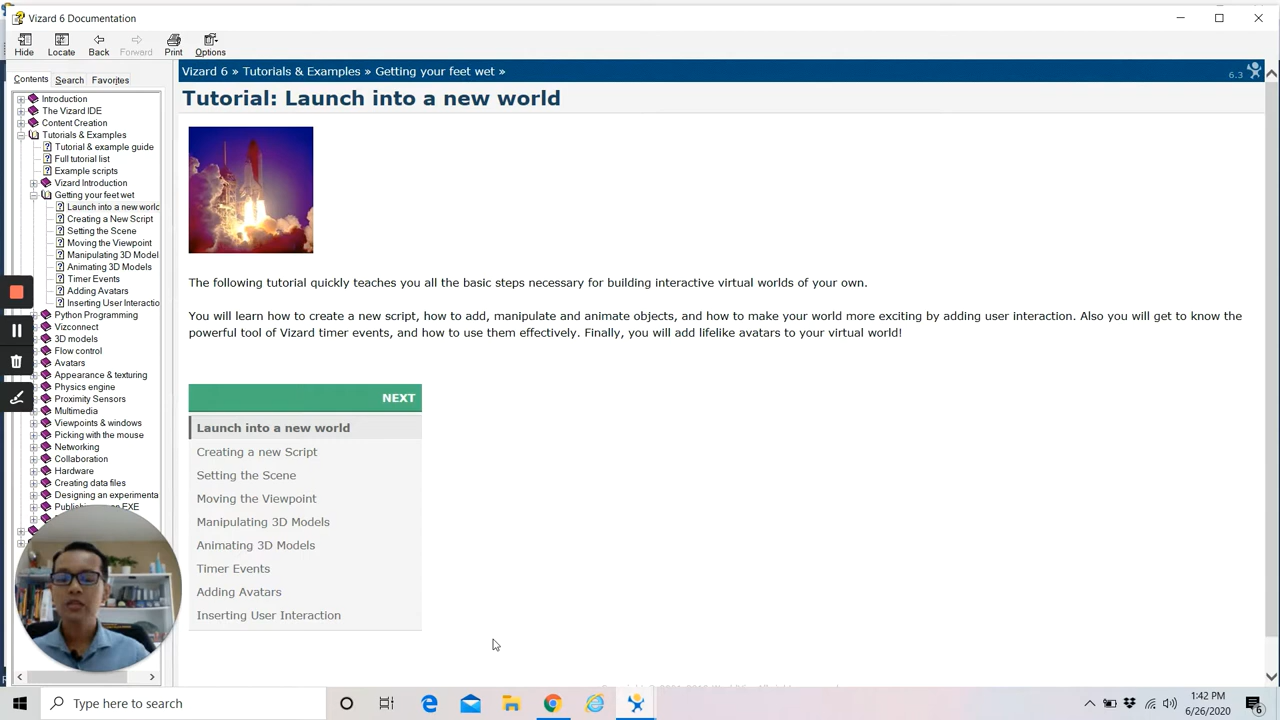 Vizard 6 Documentation
Hide Locate Back Forward Print Options
Contents Search Favorites
Introduction
The Vizard IDE
Content Creation
Tutorials & Examples
Tutorial & example guide
Full tutorial list
Example scripts
Vizard Introduction
Getting your feet wet
Launch into a new world
Creating a New Script
Setting the Scene
Moving the Viewpoint
Manipulating 3D Model
Animating 3D Models
Timer Events
Adding Avatars
Inserting User Interactio
Python Programming
Vizconnect
3D models
Flow control
Avatars
Appearance & texturing
Physics engine
Proximity Sensors
Multimedia
Viewpoints & windows
Picking with the mouse
Networking
Collaboration
Hardware
Creating data files
Designing an experimenta
EXE
Vizard 6 » Tutorials & Examples » Getting your feet wet »
6.3
Tutorial: Launch into a new world
The following tutorial quickly teaches you all the basic steps necessary for building interactive virtual worlds of your own.
You will learn how to create a new script, how to add, manipulate and animate objects, and how to make your world more exciting by adding user interaction. Also you will get to know the
powerful tool of Vizard timer events, and how to use them effectively. Finally, you will add lifelike avatars to your virtual world!
NEXT
Launch into a new world
Creating a new Script
Setting the Scene
Moving the Viewpoint
Manipulating 3D Models
Animating 3D Models
Timer Events
Adding Avatars
Inserting User Interaction
Type here to search
1:42 PM
6/26/2020
6